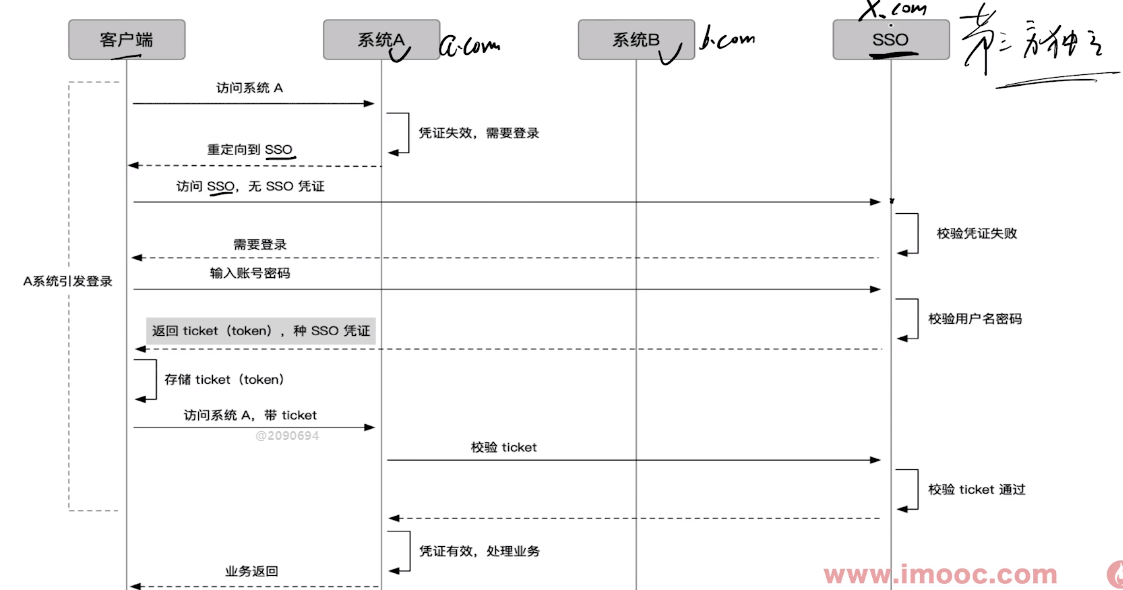 x.com
客户端
系统A
a.com
系统B
b.com
SSO
第三方独立
访问系统 A
凭证失效，需要登录
重定向到 SSO
访问 SSO，无 SSO 凭证
校验凭证失败
需要登录
A系统引发登录
输入账号密码
校验用户名密码
返回 ticket（token），种 SSO 凭证
存储 ticket（token）
访问系统 A，带 ticket
@2090694
校验 ticket
校验 ticket 通过
凭证有效，处理业务
业务返回
www.imooc.com